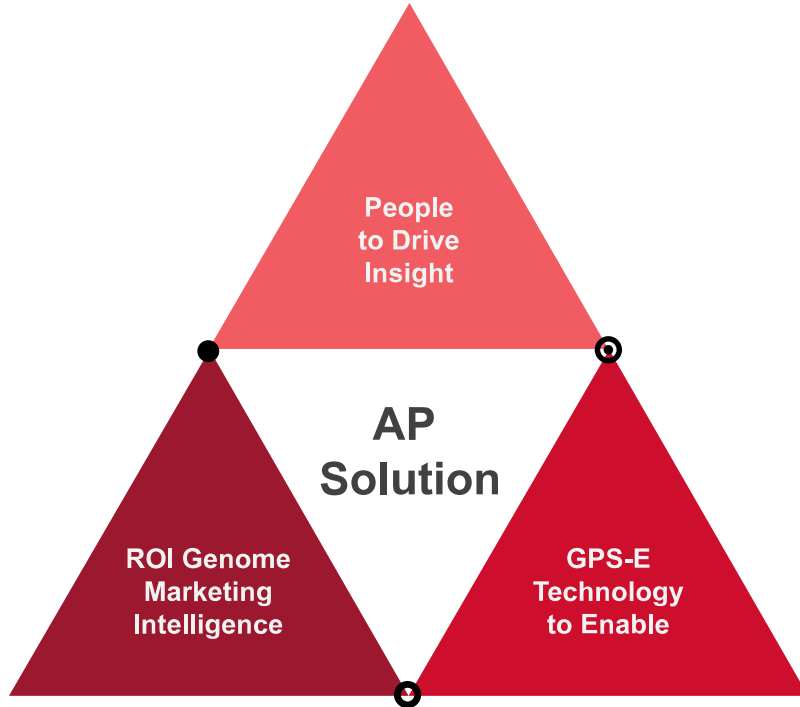 People
to Drive
Insight
AP
Solution
ROI Genome
Marketing
Intelligence
GPS-E
Technology
to Enable